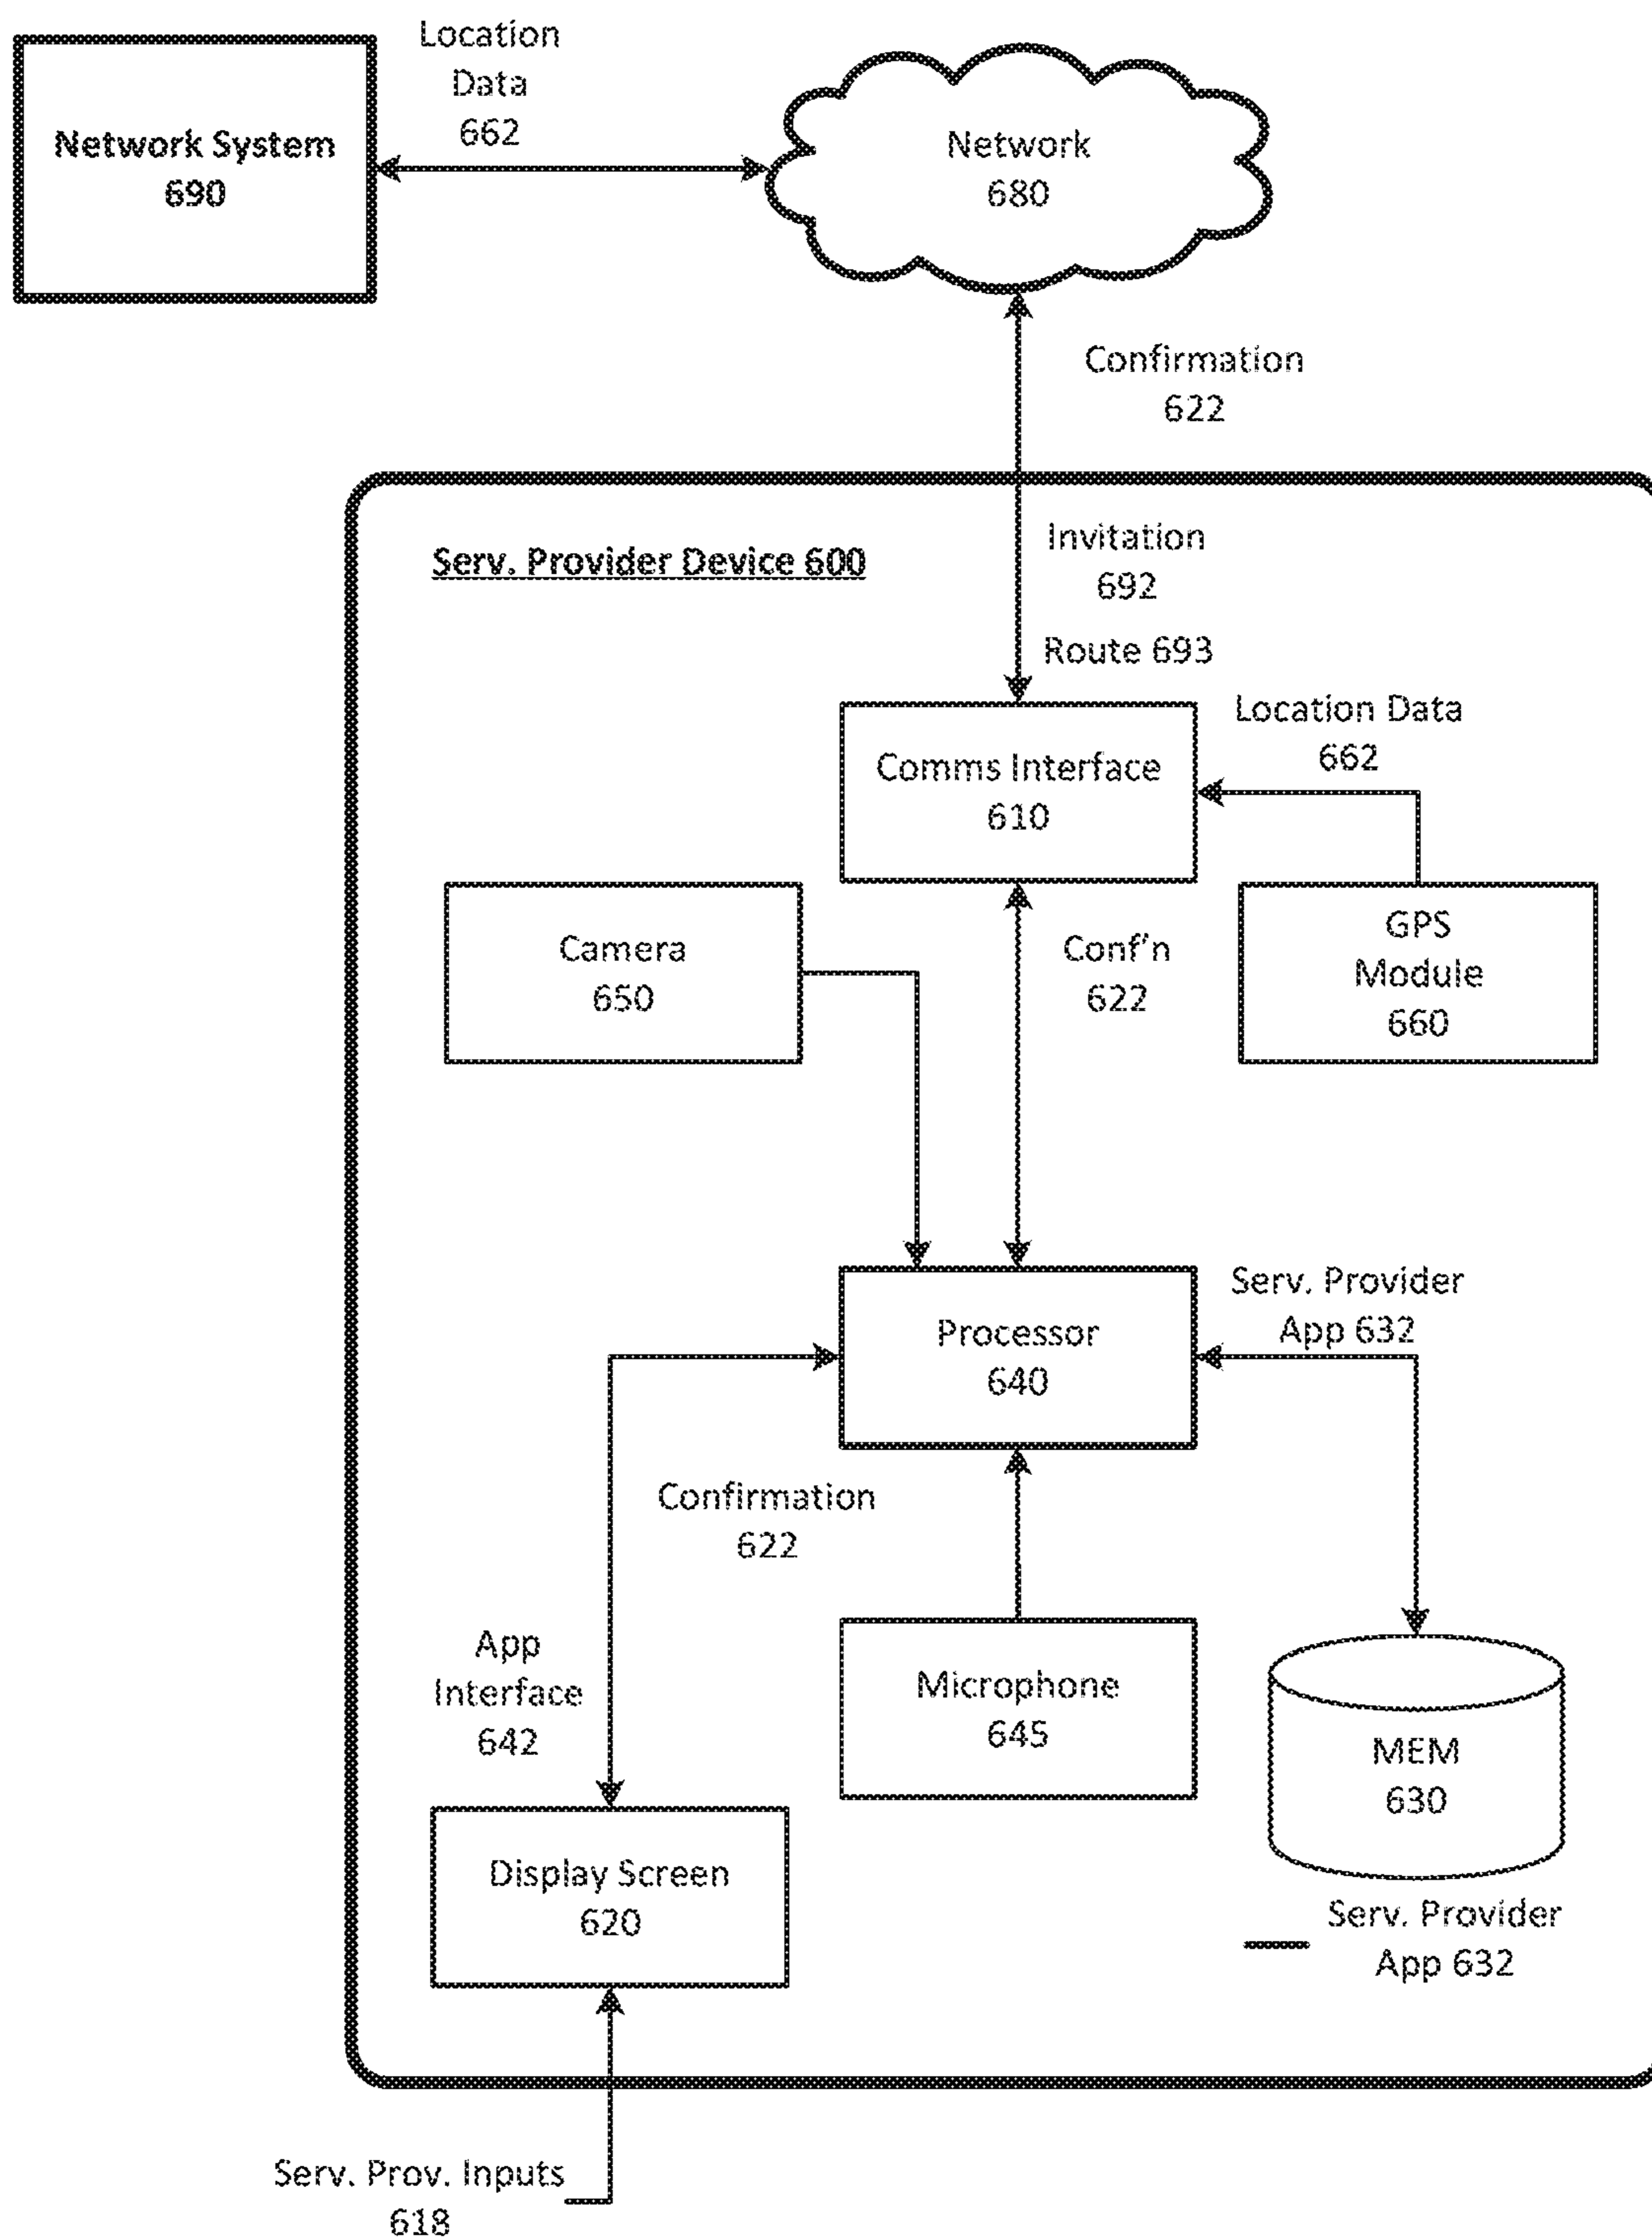 Location
Data
662
Network System
690
Network
680
Confirmation
622
Serv. Provider Device 600
Invitation
692
Route 693
Location Data
662
Comms Interface
610
Camera
650
Conf'n
622
GPS
Module
660
Serv. Provider
App 632
Processor
640
Confirmation
622
App
Interface
642
Microphone
645
MEM
630
Display Screen
620
Serv. Provider
App 632
Serv. Prov. Inputs
618